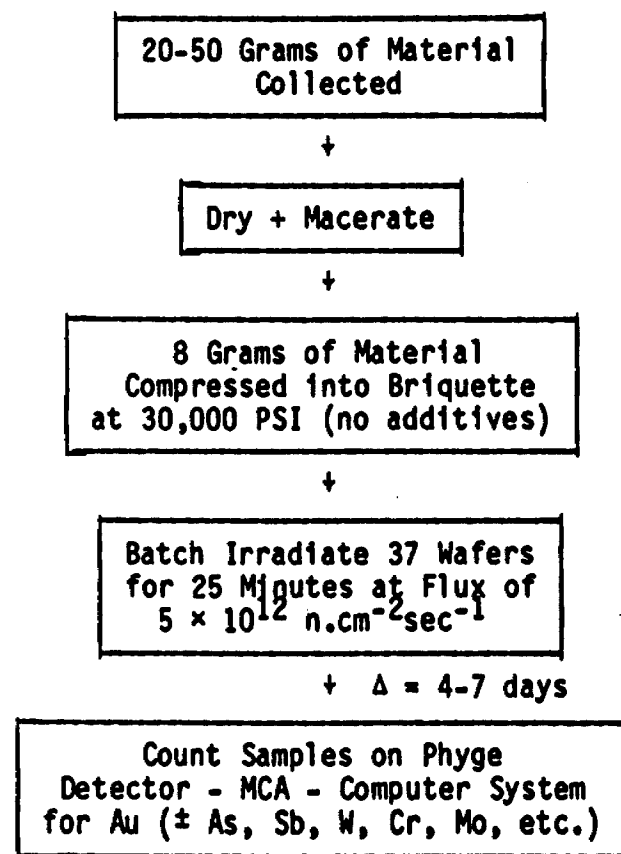 20-50 Grams of Material
Collected
↓
Dry + Macerate
↓
8 Grams of Material
Compressed into Briquette
at 30,000 PSI (no additives)
↓
Batch Irradiate 37 Wafers
for 25 Minutes at Flux of
5 × 10¹² n.cm⁻²sec⁻¹
↓ Δ = 4-7 days
Count Samples on Phyge
Detector - MCA - Computer System
for Au (± As, Sb, W, Cr, Mo, etc.)